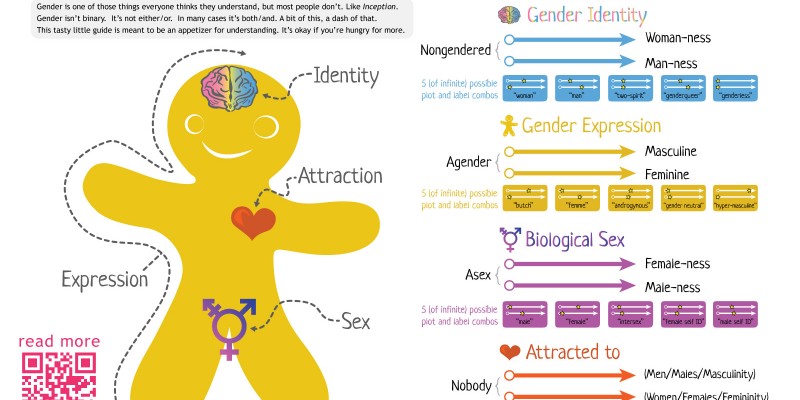 Gender is one of those things everyone thinks they understand, but most people don't. Like Inception.
Gender isn't binary. It's not either/or. In many cases it's both/and. A bit of this, a dash of that.
This tasty little guide is meant to be an appetizer for understanding. It's okay if you're hungry for more.
Identity
Attraction
Expression
Sex
read more
Gender Identity
Nongendered
Woman-ness
Man-ness
5 (of infinite) possible
plot and label combos
"woman"
"man"
"two-spirit"
"genderqueer"
"genderless"
Gender Expression
Agender
Masculine
Feminine
5 (of infinite) possible
plot and label combos
"butch"
"femme"
"androgynous"
"gender neutral"
"hyper-masculine"
Biological Sex
Asex
Female-ness
Male-ness
5 (of infinite) possible
plot and label combos
"male"
"female"
"intersex"
"female self ID"
"male self ID"
Attracted to
Nobody
(Men/Males/Masculinity)
(Women/Females/Femininity)